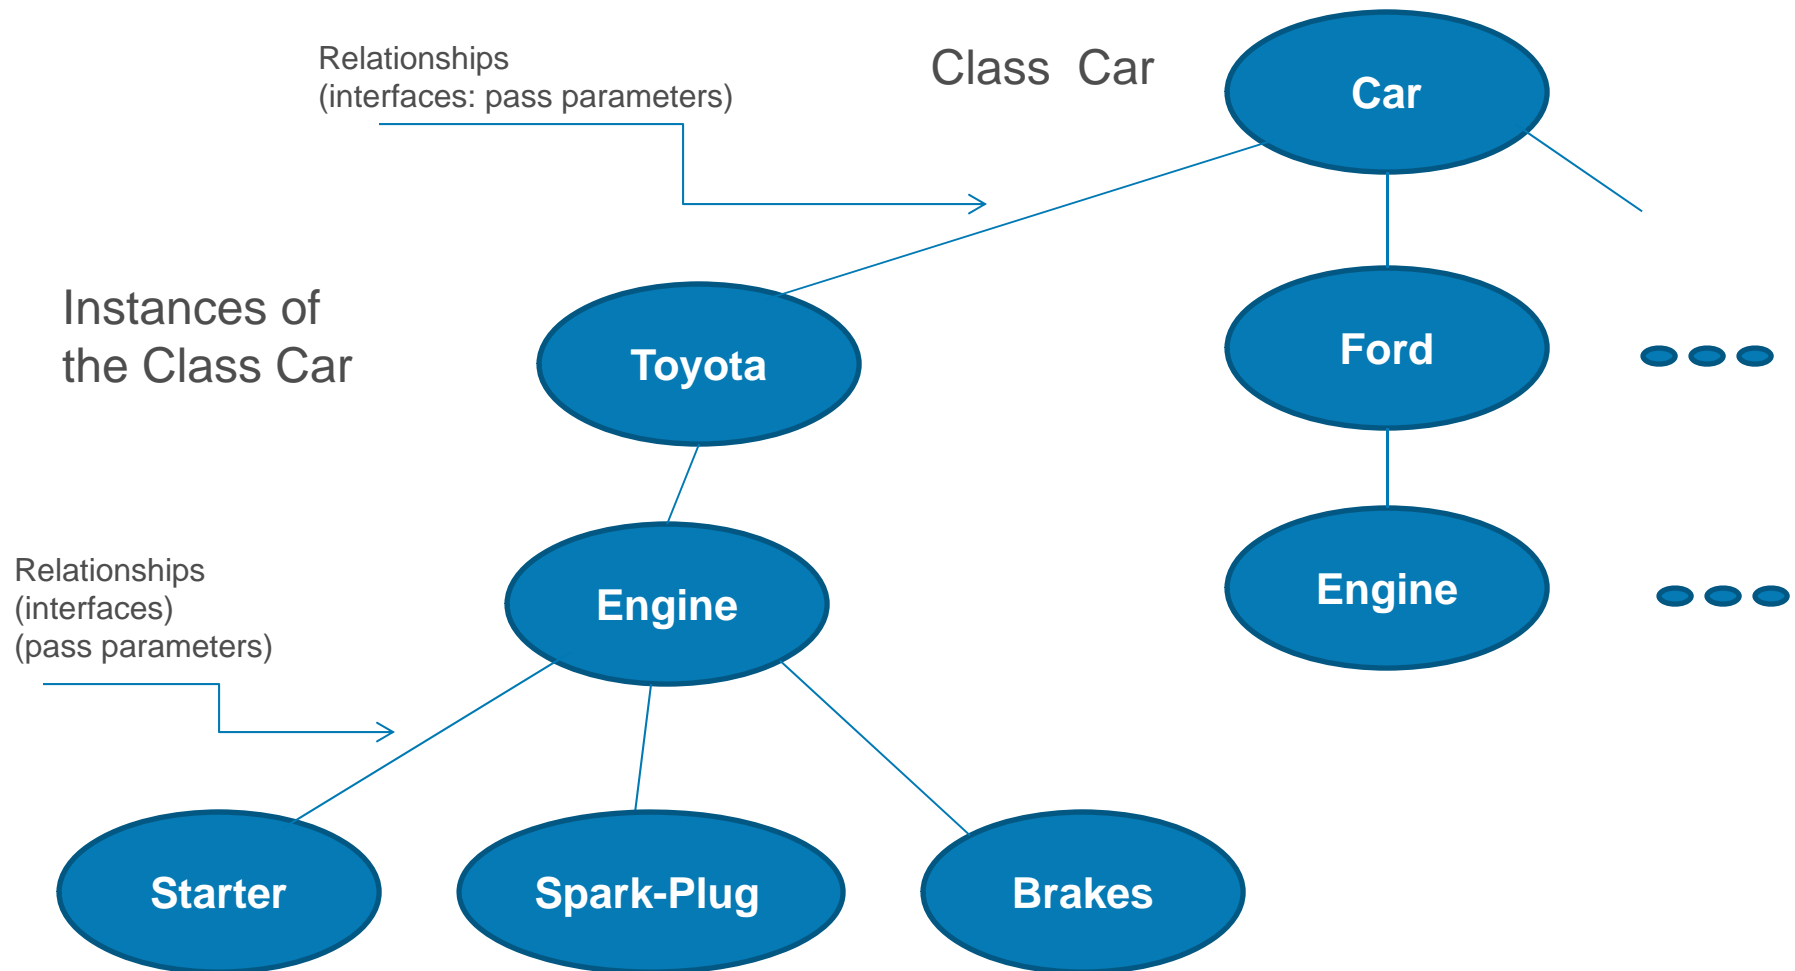 Relationships
(interfaces: pass parameters)
Class Car
Car
Instances of
the Class Car
Toyota
Ford
Relationships
(interfaces)
(pass parameters)
Engine
Engine
Starter
Spark-Plug
Brakes